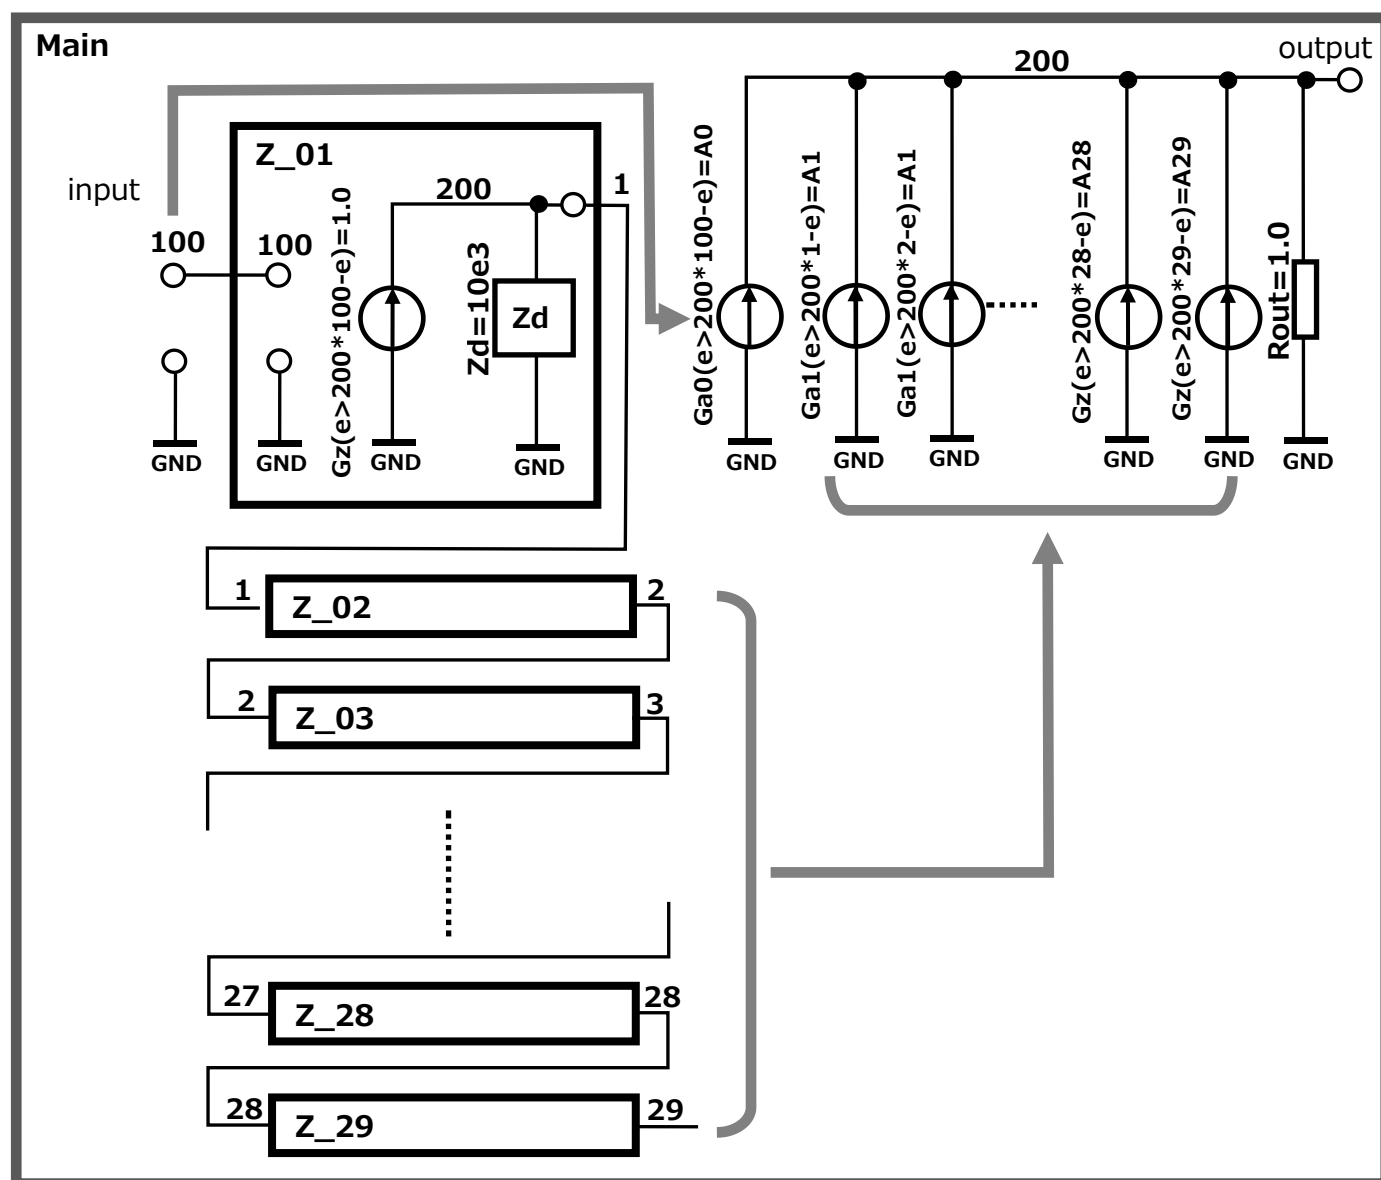 Main
output
200
input
Z_01
1
200
100
100
Gz(e>200*100-e)=1.0
Zd=10e3
Zd
GND
GND
GND
GND
Ga0(e>200*100-e)=A0
Ga1(e>200*1-e)=A1
Ga1(e>200*2-e)=A1
Gz(e>200*28-e)=A28
Gz(e>200*29-e)=A29
Rout=1.0
GND
GND
GND
GND
GND
GND
1
Z_02
2
2
Z_03
3
27
Z_28
28
28
Z_29
29